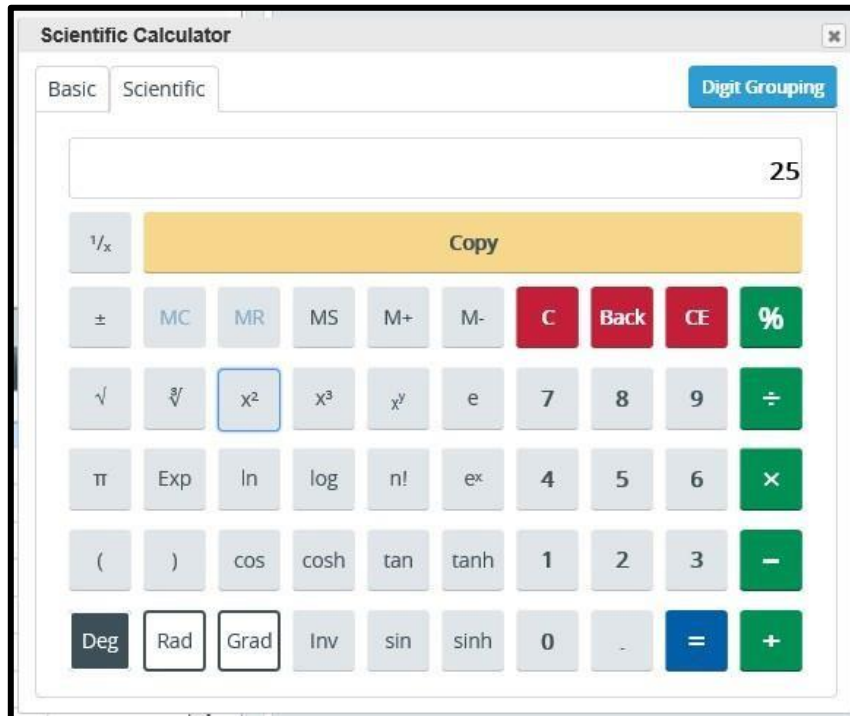 Scientific Calculator
Basic Scientific Digit Grouping
25
¹/ₓ Copy
± MC MR MS M+ M- C Back CE %
√ ∛ x² x³ xʸ e 7 8 9 ÷
π Exp ln log n! eˣ 4 5 6 ×
( ) cos cosh tan tanh 1 2 3 −
Deg Rad Grad Inv sin sinh 0 . = +